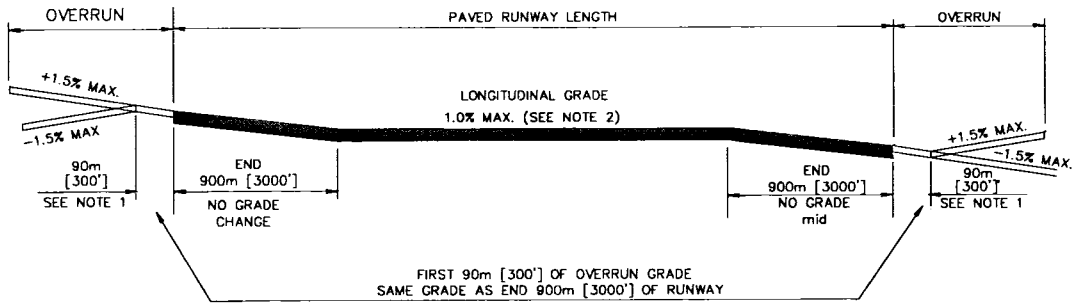 OVERRUN
PAVED RUNWAY LENGTH
OVERRUN
+1.5% MAX.
-1.5% MAX
LONGITUDINAL GRADE
1.0% MAX. (SEE NOTE 2)
+1.5% MAX.
-1.5% MAX.
90m
[300']
SEE NOTE 1
END
900m [3000']
NO GRADE
CHANGE
END
900m [3000']
NO GRADE
mid
90m
[300']
SEE NOTE 1
FIRST 90m [300'] OF OVERRUN GRADE
SAME GRADE AS END 900m [3000'] OF RUNWAY